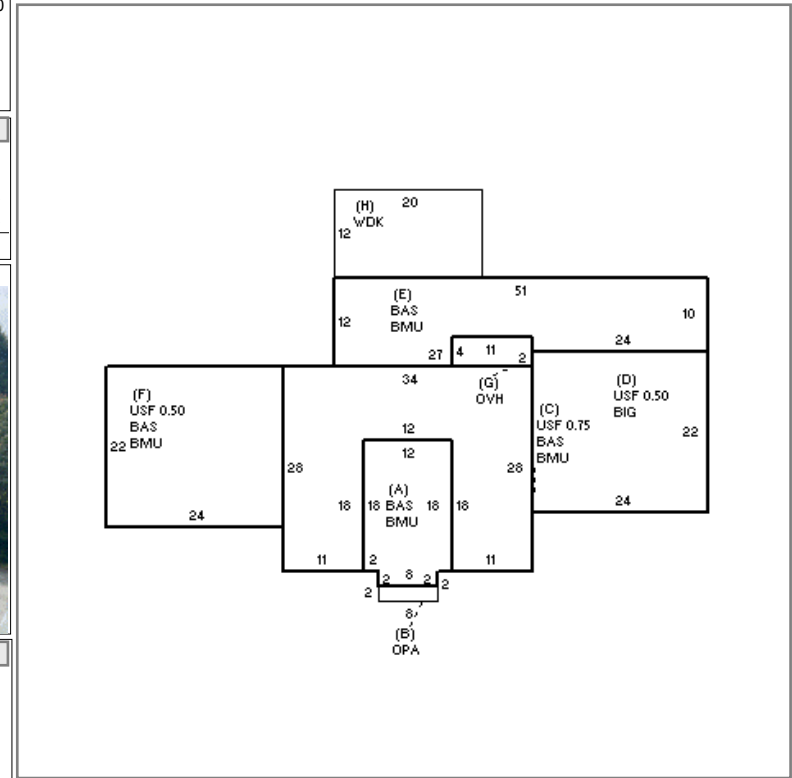 20
(H)
WDK
12
51
(E)
BAS
BMU
12
10
24
27 4 11 2
34
(G)
OVH
(D)
USF 0.50
BIG
(F)
USF 0.50
BAS
22 BMU
(C)
USF 0.75
BAS
BMU
22
12
12
28
28
(A)
18 18 BAS 18 18
BMU
24
24
11 2 11
2 8 2 2
2
8
(B)
OPA